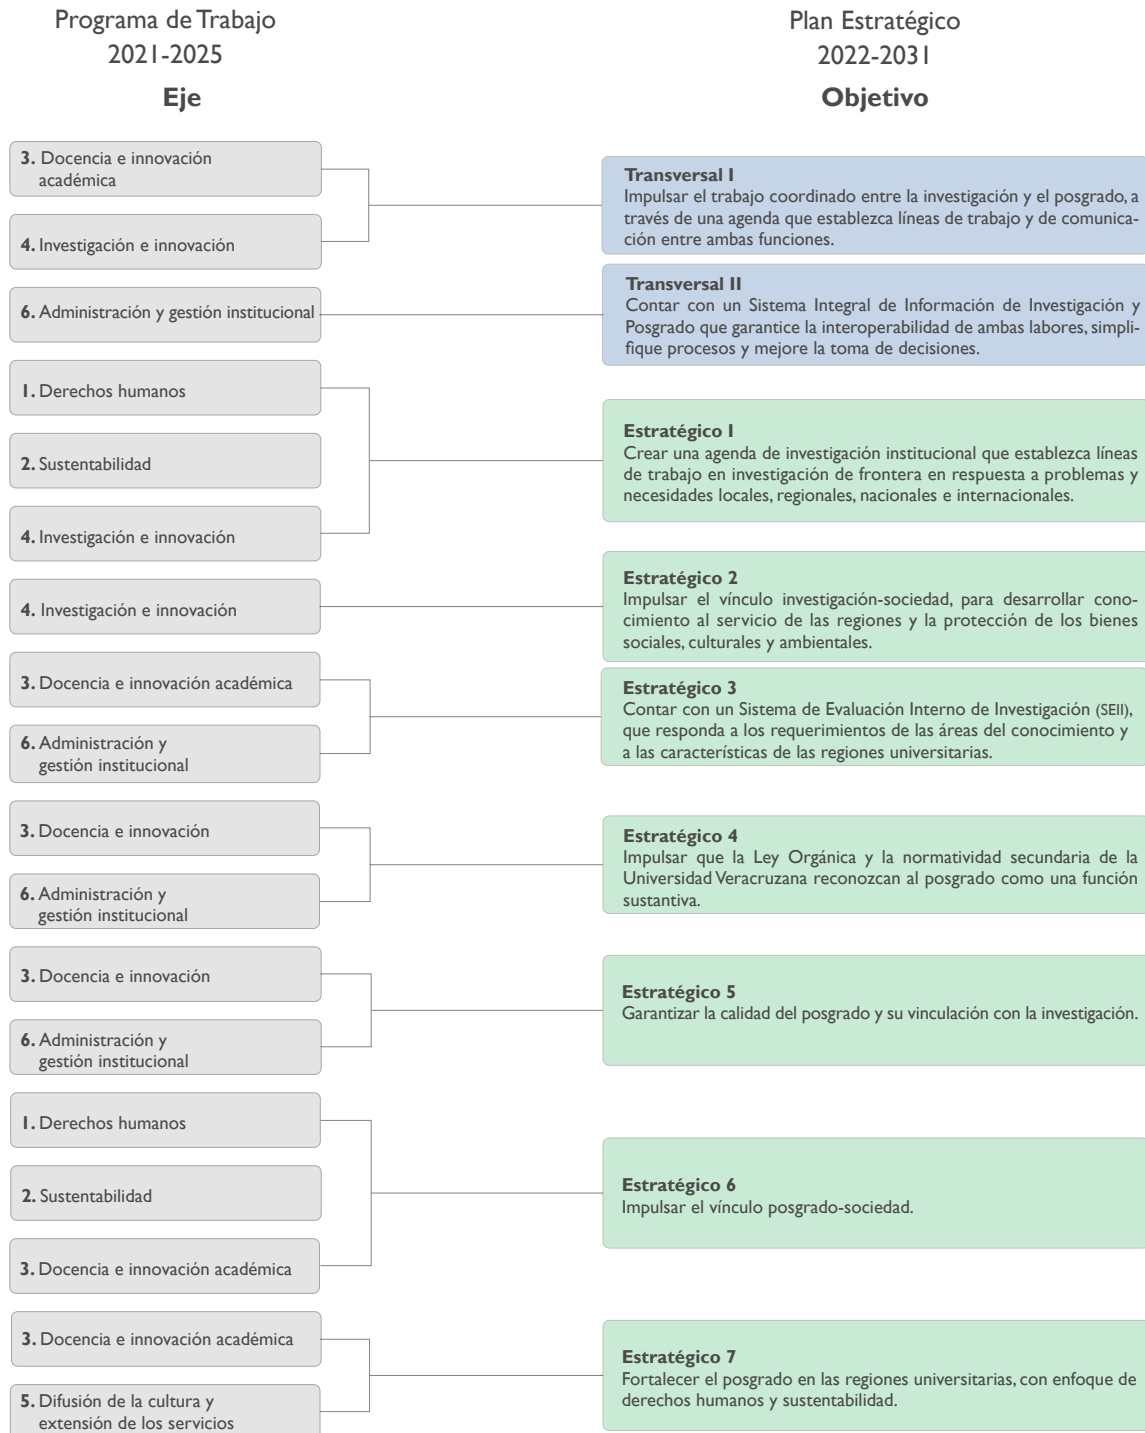 Programa de Trabajo
2021-2025
Eje
Plan Estratégico
2022-2031
Objetivo
3. Docencia e innovación
académica
4. Investigación e innovación
Transversal I
Impulsar el trabajo coordinado entre la investigación y el posgrado, a
través de una agenda que establezca líneas de trabajo y de comunica-
ción entre ambas funciones.
6. Administración y gestión institucional
Transversal II
Contar con un Sistema Integral de Información de Investigación y
Posgrado que garantice la interoperabilidad de ambas labores, simpli-
fique procesos y mejore la toma de decisiones.
1. Derechos humanos
2. Sustentabilidad
4. Investigación e innovación
Estratégico 1
Crear una agenda de investigación institucional que establezca líneas
de trabajo en investigación de frontera en respuesta a problemas y
necesidades locales, regionales, nacionales e internacionales.
4. Investigación e innovación
Estratégico 2
Impulsar el vínculo investigación-sociedad, para desarrollar cono-
cimiento al servicio de las regiones y la protección de los bienes
sociales, culturales y ambientales.
3. Docencia e innovación académica
6. Administración y
gestión institucional
Estratégico 3
Contar con un Sistema de Evaluación Interno de Investigación (SEII),
que responda a los requerimientos de las áreas del conocimiento y
a las características de las regiones universitarias.
3. Docencia e innovación
6. Administración y
gestión institucional
Estratégico 4
Impulsar que la Ley Orgánica y la normatividad secundaria de la
Universidad Veracruzana reconozcan al posgrado como una función
sustantiva.
3. Docencia e innovación
6. Administración y
gestión institucional
Estratégico 5
Garantizar la calidad del posgrado y su vinculación con la investigación.
1. Derechos humanos
2. Sustentabilidad
3. Docencia e innovación académica
Estratégico 6
Impulsar el vínculo posgrado-sociedad.
3. Docencia e innovación académica
5. Difusión de la cultura y
extensión de los servicios
Estratégico 7
Fortalecer el posgrado en las regiones universitarias, con enfoque de
derechos humanos y sustentabilidad.